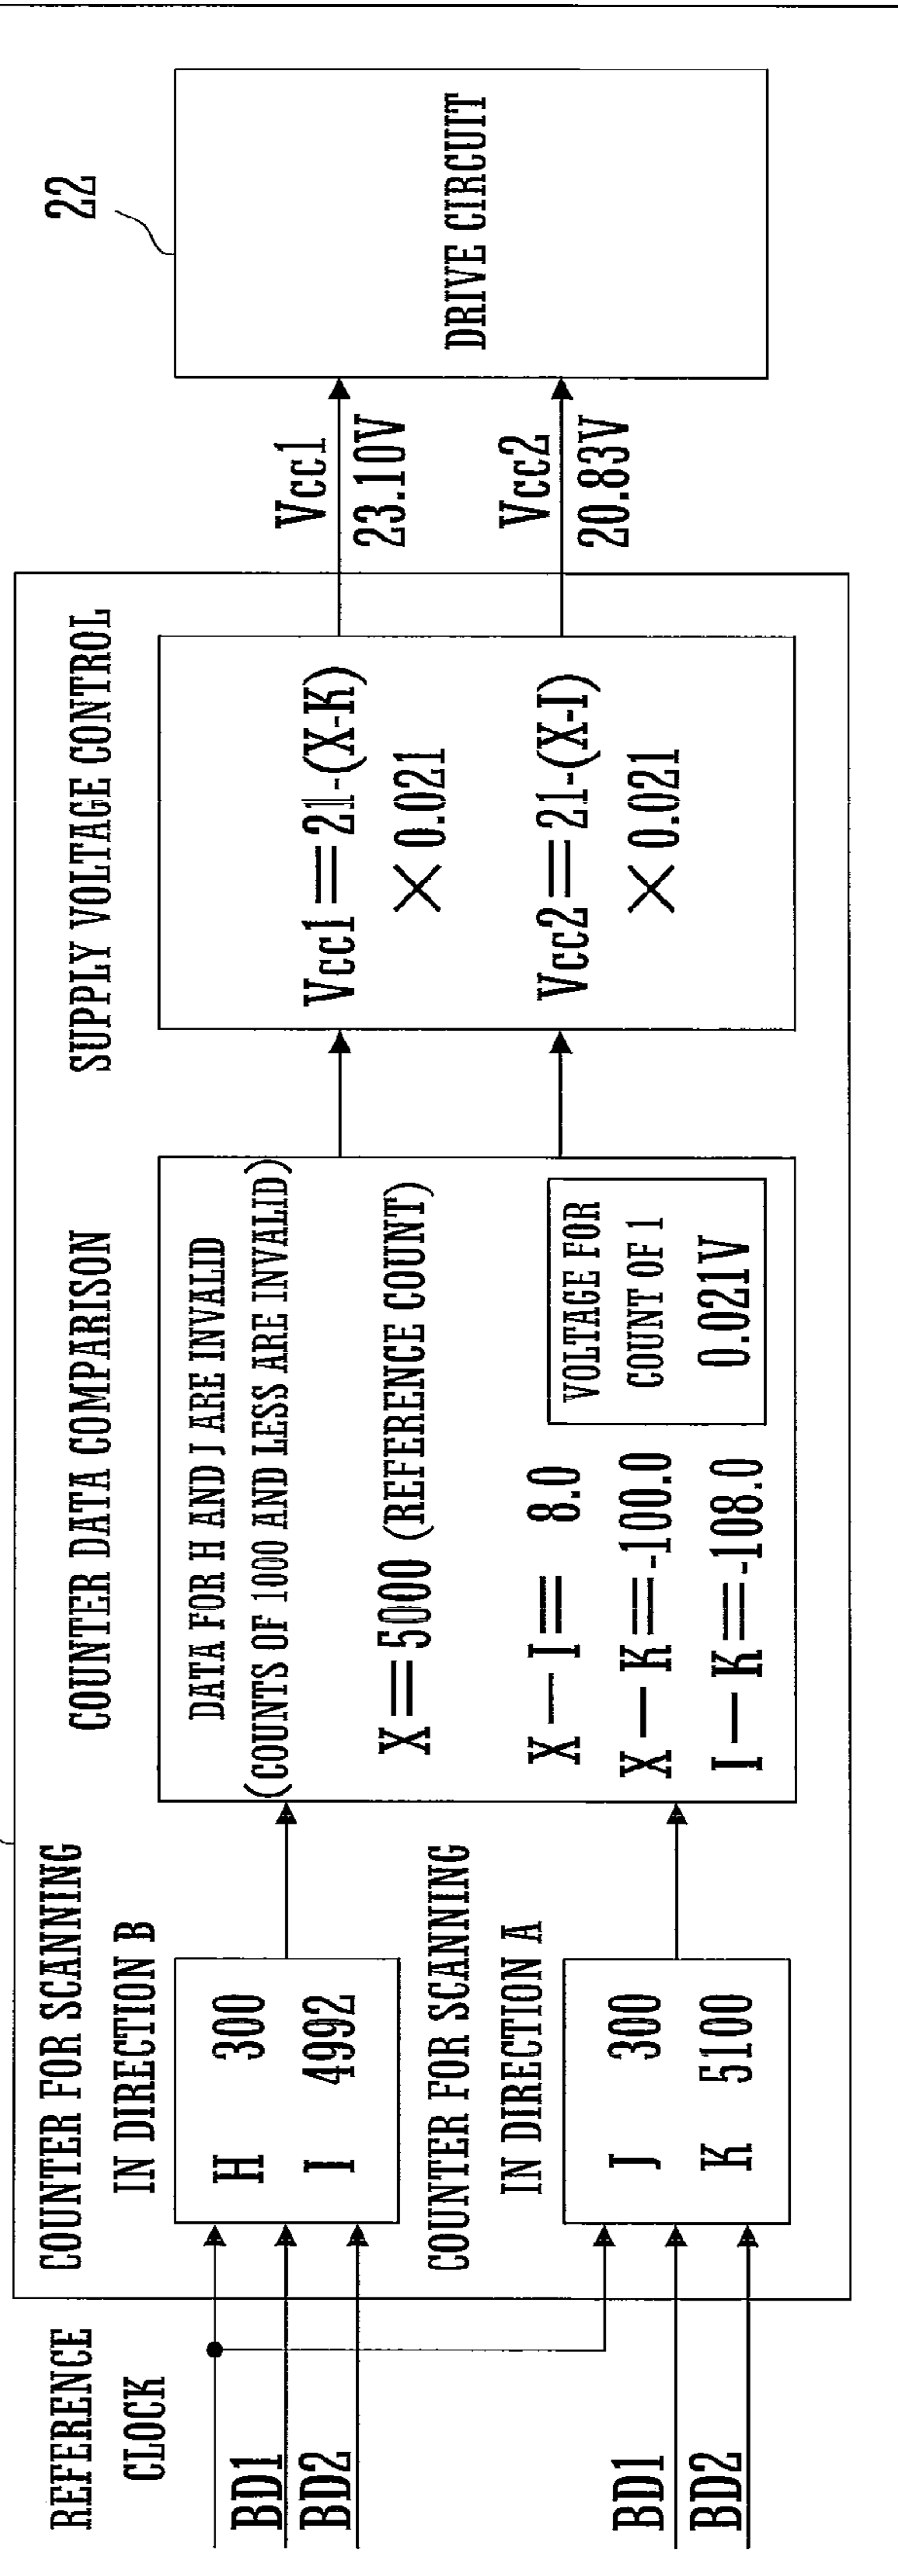 REFERENCE
CLOCK
BD1
BD2
BD1
BD2
COUNTER FOR SCANNING
IN DIRECTION B
H 300
I 4992
COUNTER FOR SCANNING
IN DIRECTION A
J 300
K 5100
COUNTER DATA COMPARISON
DATA FOR H AND J ARE INVALID
(COUNTS OF 1000 AND LESS ARE INVALID)
X=5000 (REFERENCE COUNT)
X-I= 8.0
X-K=-100.0
I-K=-108.0
VOLTAGE FOR
COUNT OF 1
0.021V
SUPPLY VOLTAGE CONTROL
Vcc1=21-(X-K)
×0.021
Vcc2=21-(X-I)
×0.021
Vcc1
23.10V
Vcc2
20.83V
22
DRIVE CIRCUIT